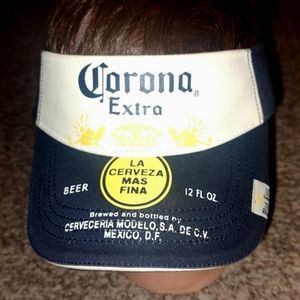 Corona®
Extra
LA
CERVEZA
MAS
FINA
BEER
12 FL. OZ.
Brewed and bottled by
CERVECERIA MODELO, S.A. DE C.V.
MEXICO, D.F.